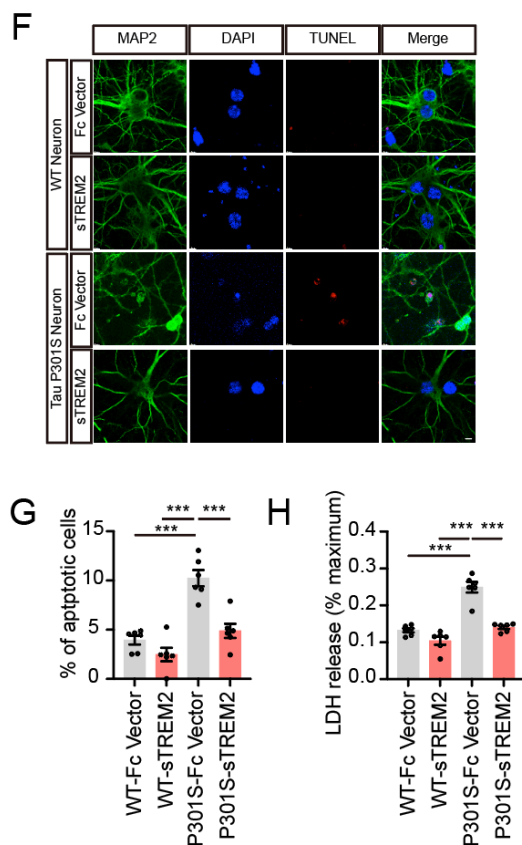 F
MAP2 DAPI TUNEL Merge
WT Neuron
Fc Vector
sTREM2
Tau P301S Neuron
Fc Vector
sTREM2
G
% of aptptotic cells
15
10
5
0
*** ***
***
WT-Fc Vector
WT-sTREM2
P301S-Fc Vector
P301S-sTREM2
H
LDH release (% maximum)
0.4
0.3
0.2
0.1
0.0
*** ***
***
WT-Fc Vector
WT-sTREM2
P301S-Fc Vector
P301S-sTREM2